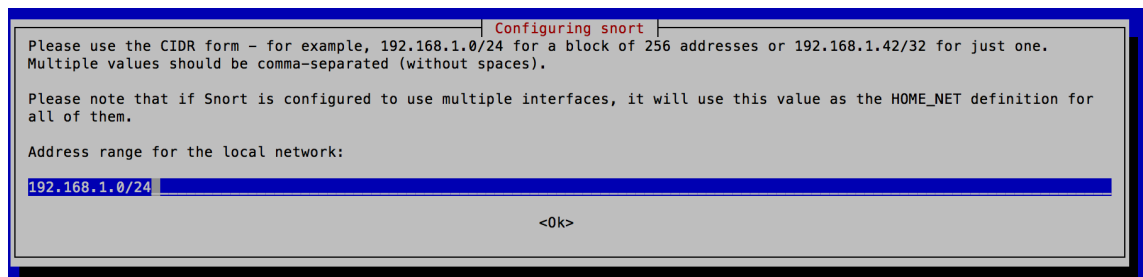 Configuring snort
Please use the CIDR form – for example, 192.168.1.0/24 for a block of 256 addresses or 192.168.1.42/32 for just one.
Multiple values should be comma-separated (without spaces).
Please note that if Snort is configured to use multiple interfaces, it will use this value as the HOME_NET definition for
all of them.
Address range for the local network:
192.168.1.0/24
<Ok>